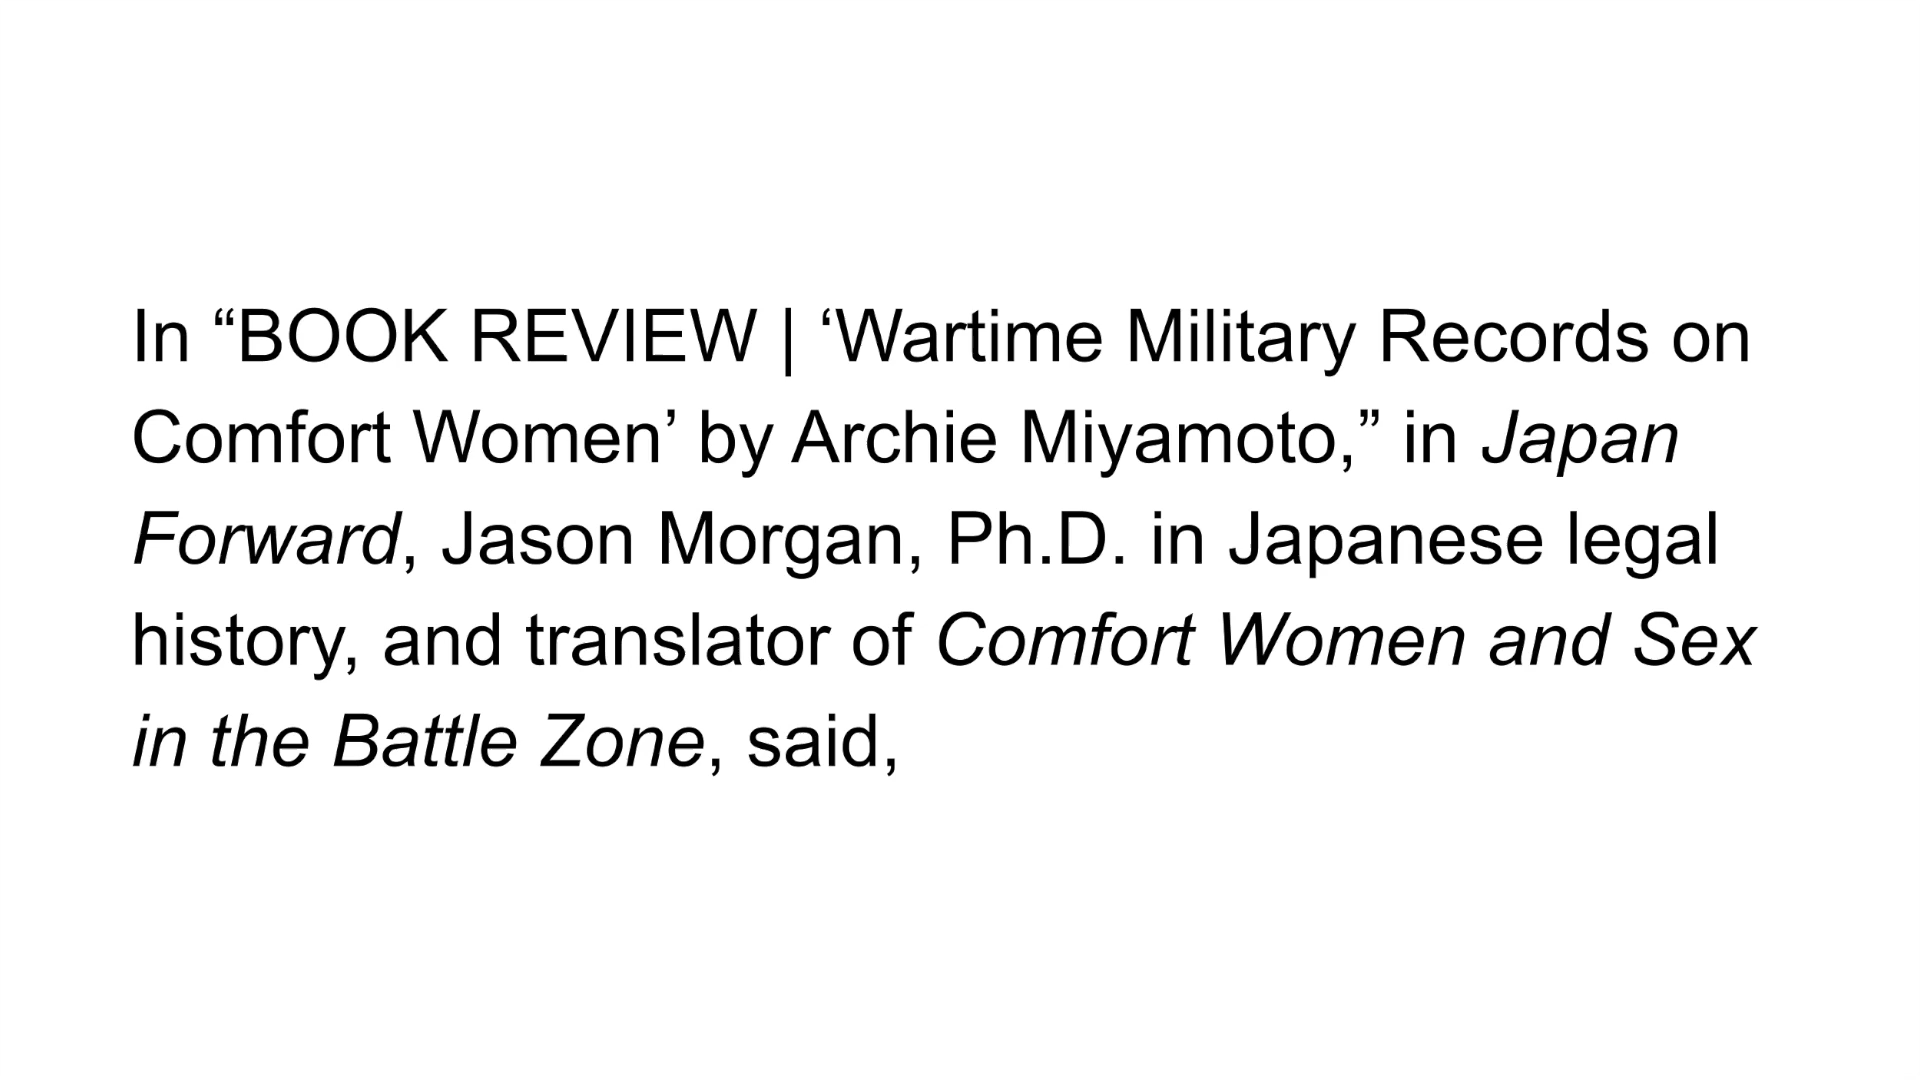 In “BOOK REVIEW | ‘Wartime Military Records on
Comfort Women’ by Archie Miyamoto,” in Japan
Forward, Jason Morgan, Ph.D. in Japanese legal
history, and translator of Comfort Women and Sex
in the Battle Zone, said,